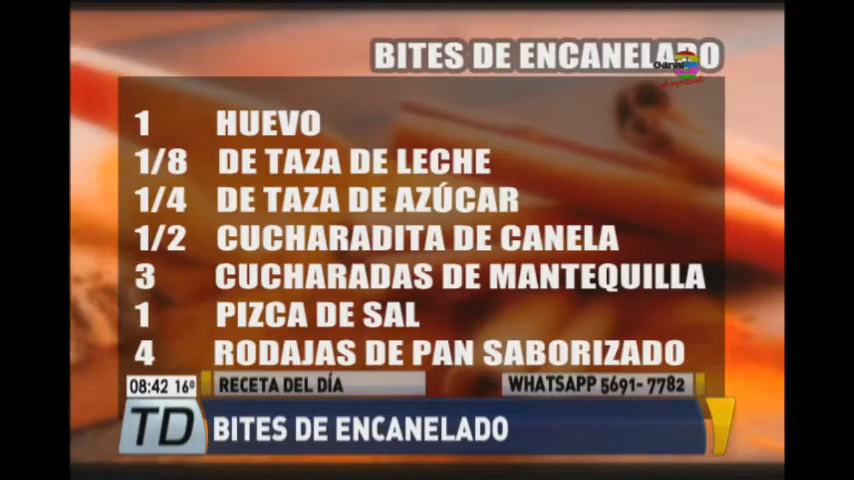 BITES DE ENCANELADO
1 HUEVO
1/8 DE TAZA DE LECHE
1/4 DE TAZA DE AZÚCAR
1/2 CUCHARADITA DE CANELA
3 CUCHARADAS DE MANTEQUILLA
1 PIZCA DE SAL
4 RODAJAS DE PAN SABORIZADO
08:42 16º RECETA DEL DÍA WHATSAPP 5691-7782
TD BITES DE ENCANELADO